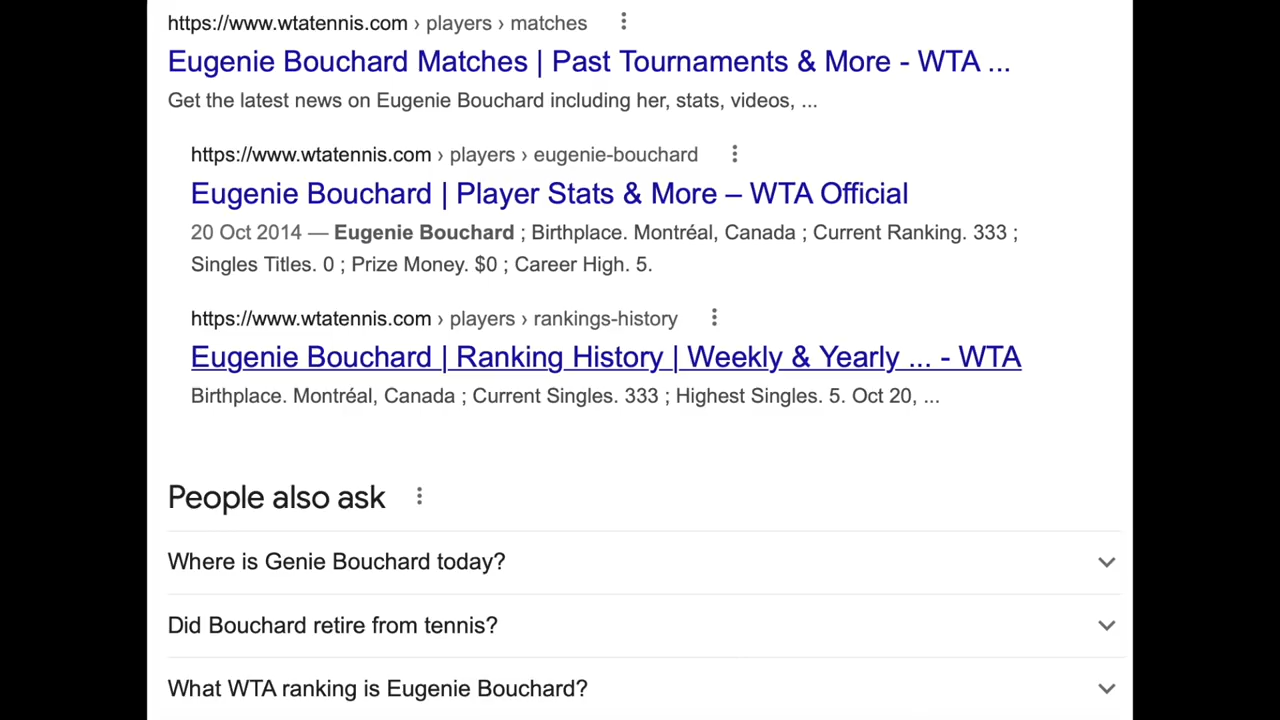 https://www.wtatennis.com › players › matches
Eugenie Bouchard Matches | Past Tournaments & More - WTA ...
Get the latest news on Eugenie Bouchard including her, stats, videos, ...
https://www.wtatennis.com › players › eugenie-bouchard
Eugenie Bouchard | Player Stats & More – WTA Official
20 Oct 2014 — Eugenie Bouchard ; Birthplace. Montréal, Canada ; Current Ranking. 333 ;
Singles Titles. 0 ; Prize Money. $0 ; Career High. 5.
https://www.wtatennis.com › players › rankings-history
Eugenie Bouchard | Ranking History | Weekly & Yearly ... - WTA
Birthplace. Montréal, Canada ; Current Singles. 333 ; Highest Singles. 5. Oct 20, ...
People also ask
Where is Genie Bouchard today?
Did Bouchard retire from tennis?
What WTA ranking is Eugenie Bouchard?